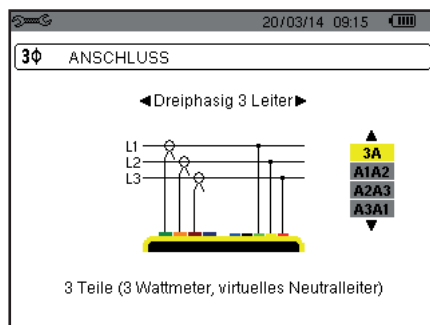 20/03/14 09:15
3Φ ANSCHLUSS
◄Dreiphasig 3 Leiter►
L1
L2
L3
3A
A1A2
A2A3
A3A1
3 Teile (3 Wattmeter, virtuelles Neutralleiter)